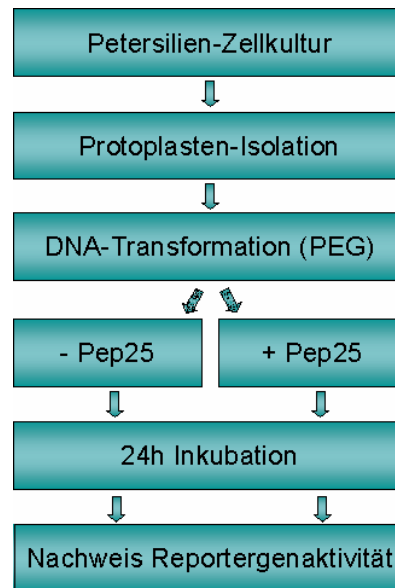 Petersilien-Zellkultur
Protoplasten-Isolation
DNA-Transformation (PEG)
- Pep25
+ Pep25
24h Inkubation
Nachweis Reportergenaktivität